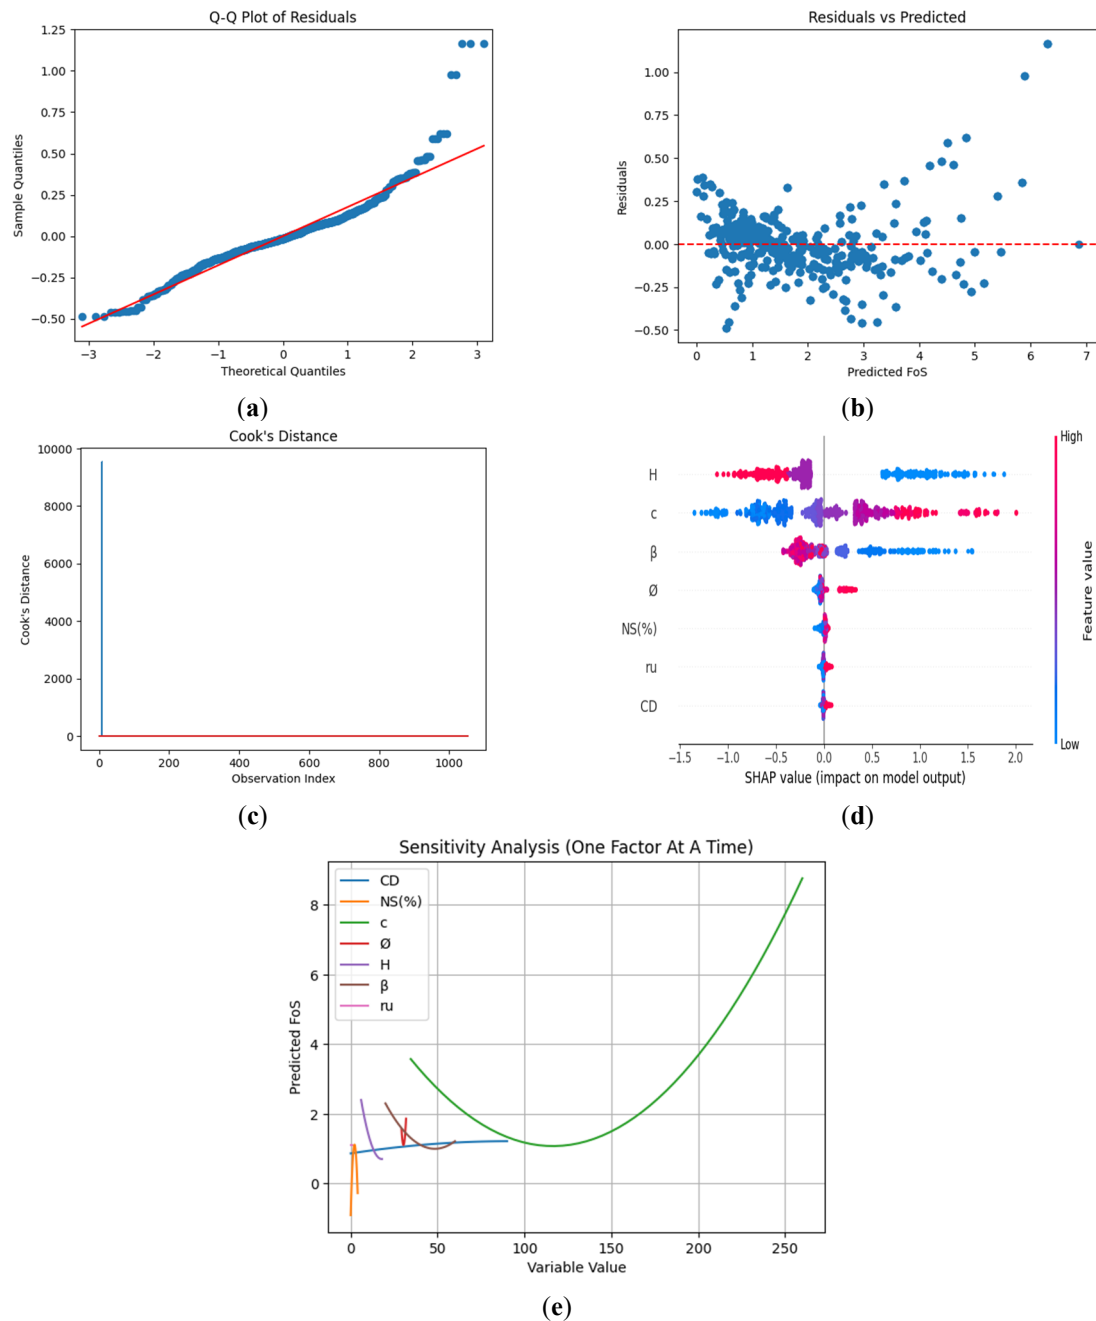 Q-Q Plot of Residuals
1.25
1.00
0.75
0.50
0.25
0.00
−0.25
−0.50
Sample Quantiles
−3 −2 −1 0 1 2 3
Theoretical Quantiles
(a)
Residuals vs Predicted
1.00
0.75
0.50
0.25
0.00
−0.25
−0.50
Residuals
0 1 2 3 4 5 6 7
Predicted FoS
(b)
Cook's Distance
10000
8000
6000
4000
2000
0
Cook's Distance
0 200 400 600 800 1000
Observation Index
(c)
High
H
c
β
Ø
NS(%)
ru
CD
Feature value
Low
−1.5 −1.0 −0.5 0.0 0.5 1.0 1.5 2.0
SHAP value (impact on model output)
(d)
Sensitivity Analysis (One Factor At A Time)
CD
NS(%)
c
Ø
H
β
ru
8
6
4
2
0
Predicted FoS
0 50 100 150 200 250
Variable Value
(e)